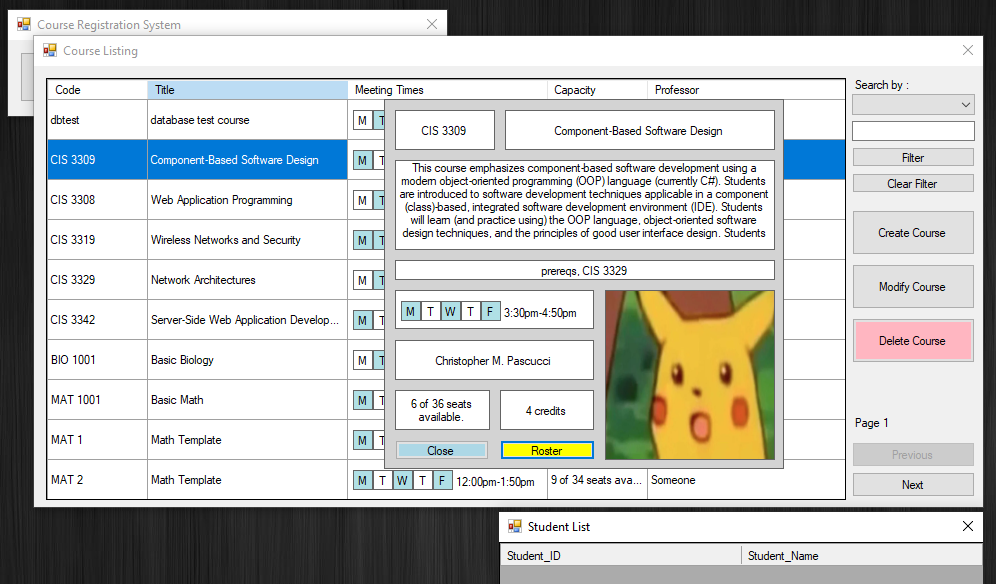 Course Registration System
Course Listing
Code Title Meeting Times Capacity Professor
dbtest database test course M T
CIS 3309 Component-Based Software Design M T
CIS 3308 Web Application Programming M T
CIS 3319 Wireless Networks and Security M T
CIS 3329 Network Architectures M T
CIS 3342 Server-Side Web Application Develop... M T
BIO 1001 Basic Biology M T
MAT 1001 Basic Math M T
MAT 1 Math Template M T
MAT 2 Math Template M T W T F 12:00pm-1:50pm 9 of 34 seats ava... Someone
CIS 3309 Component-Based Software Design
This course emphasizes component-based software development using a
modern object-oriented programming (OOP) language (currently C#). Students
are introduced to software development techniques applicable in a component
(class)-based, integrated software development environment (IDE). Students
will learn (and practice using) the OOP language, object-oriented software
design techniques, and the principles of good user interface design. Students
prereqs, CIS 3329
M T W T F 3:30pm-4:50pm
Christopher M. Pascucci
6 of 36 seats
available.
4 credits
Close Roster
Search by :
Filter
Clear Filter
Create Course
Modify Course
Delete Course
Page 1
Previous
Next
Student List
Student_ID Student_Name